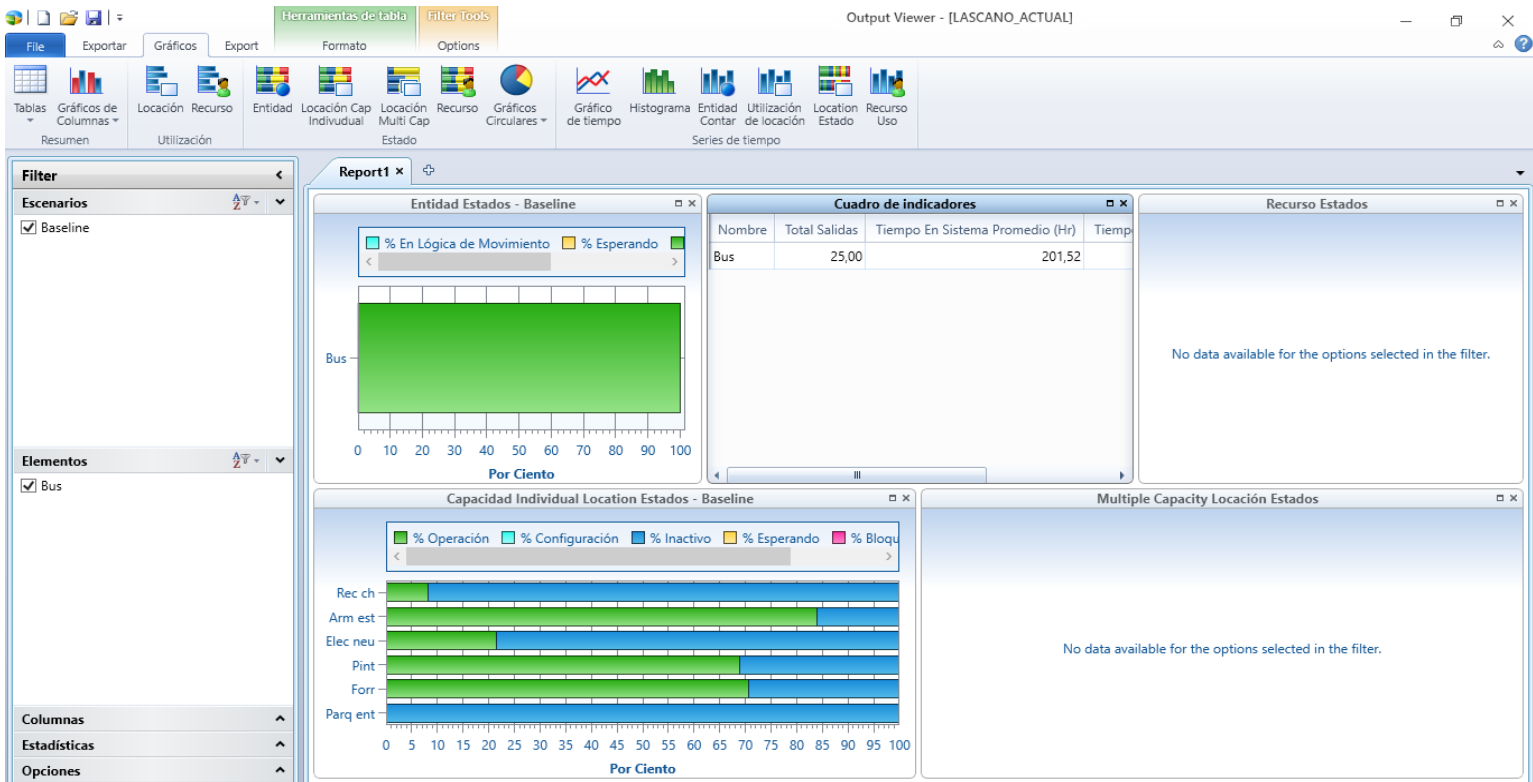 Herramientas de tabla Filter Tools Output Viewer - [LASCANO_ACTUAL]
File Exportar Gráficos Export Formato Options
Tablas Gráficos de Columnas Locación Recurso Entidad Locación Cap Indivudual Locación Multi Cap Recurso Gráficos Circulares Gráfico de tiempo Histograma Entidad Contar Utilización de locación Location Estado Recurso Uso
Resumen Utilización Estado Series de tiempo
Filter
Escenarios
Baseline
Elementos
Bus
Columnas
Estadísticas
Opciones
Report1
Entidad Estados - Baseline
% En Lógica de Movimiento % Esperando
Bus
0 10 20 30 40 50 60 70 80 90 100
Por Ciento
Cuadro de indicadores
Nombre Total Salidas Tiempo En Sistema Promedio (Hr) Tiemp
Bus 25,00 201,52
Recurso Estados
No data available for the options selected in the filter.
Capacidad Individual Location Estados - Baseline
% Operación % Configuración % Inactivo % Esperando % Bloqu
Rec ch
Arm est
Elec neu
Pint
Forr
Parq ent
0 5 10 15 20 25 30 35 40 45 50 55 60 65 70 75 80 85 90 95 100
Por Ciento
Multiple Capacity Locación Estados
No data available for the options selected in the filter.